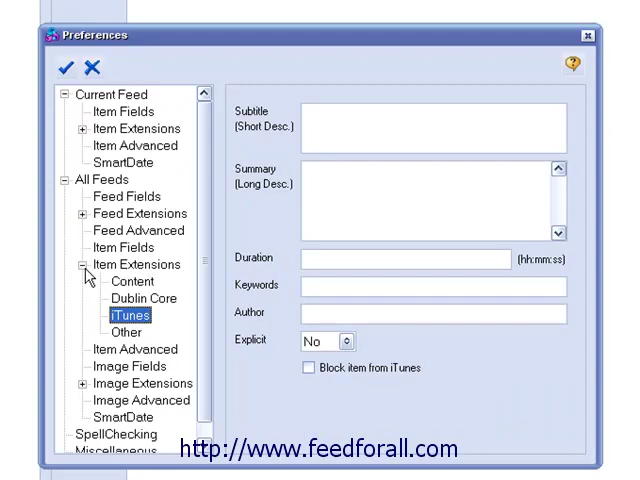 Preferences
Current Feed
Item Fields
Item Extensions
Item Advanced
SmartDate
All Feeds
Feed Fields
Feed Extensions
Feed Advanced
Item Fields
Item Extensions
Content
Dublin Core
iTunes
Other
Item Advanced
Image Fields
Image Extensions
Image Advanced
SmartDate
SpellChecking
Miscellaneous
Subtitle
(Short Desc.)
Summary
(Long Desc.)
Duration (hh:mm:ss)
Keywords
Author
Explicit No
Block item from iTunes
http://www.feedforall.com